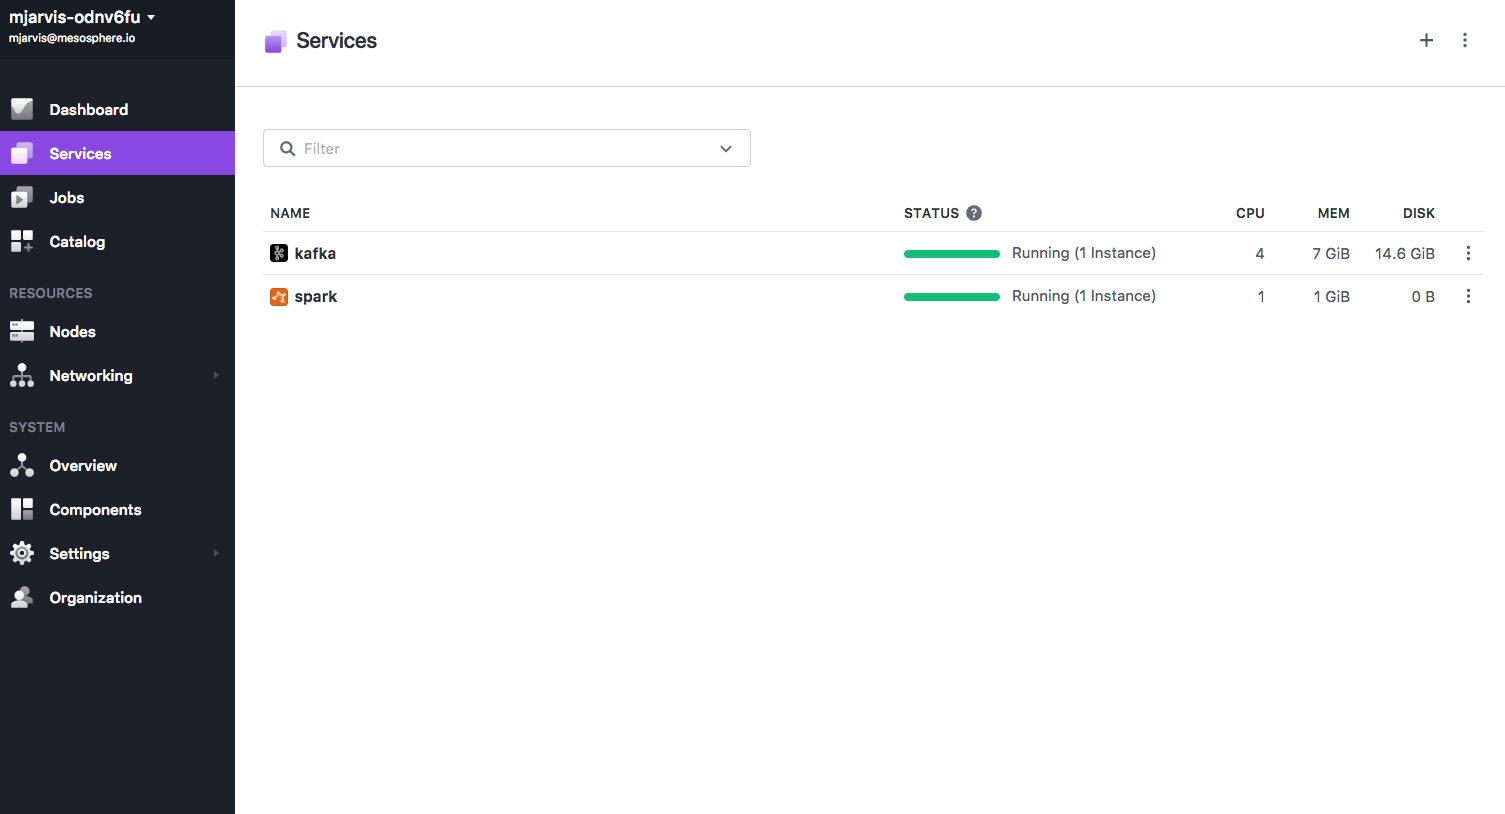 mjarvis-odnv6fu
mjarvis@mesosphere.io
Dashboard
Services
Jobs
Catalog
RESOURCES
Nodes
Networking
SYSTEM
Overview
Components
Settings
Organization
Services
Filter
NAME STATUS ? CPU MEM DISK
kafka Running (1 Instance) 4 7 GiB 14.6 GiB
spark Running (1 Instance) 1 1 GiB 0 B